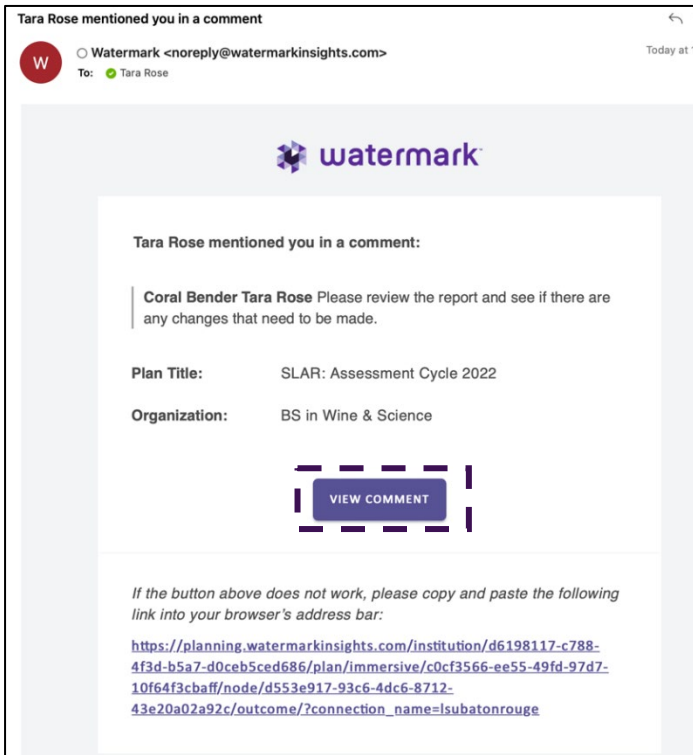 Tara Rose mentioned you in a comment
W
Watermark <noreply@watermarkinsights.com>
Today at
To: Tara Rose
watermark
Tara Rose mentioned you in a comment:
Coral Bender Tara Rose Please review the report and see if there are
any changes that need to be made.
Plan Title: SLAR: Assessment Cycle 2022
Organization: BS in Wine & Science
VIEW COMMENT
If the button above does not work, please copy and paste the following
link into your browser's address bar:
https://planning.watermarkinsights.com/institution/d6198117-c788-
4f3d-b5a7-d0ceb5ced686/plan/immersive/c0cf3566-ee55-49fd-97d7-
10f64f3cbaff/node/d553e917-93c6-4dc6-8712-
43e20a02a92c/outcome/?connection_name=lsubatonrouge